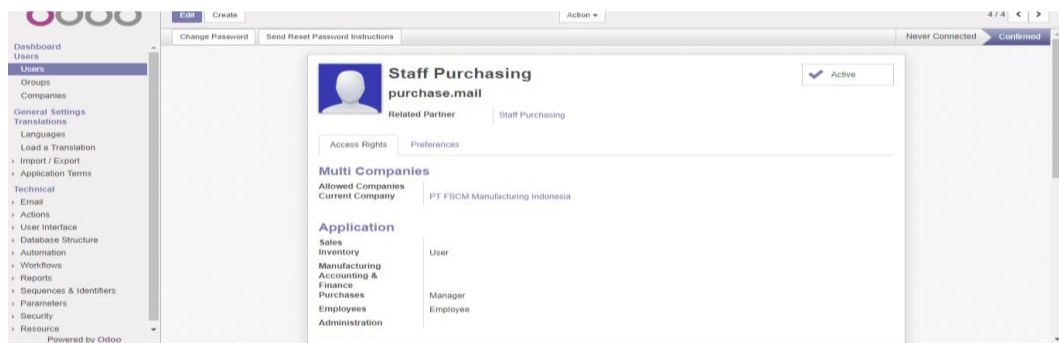 Edit Create Action 4 / 4
Change Password Send Reset Password Instructions Never Connected Confirmed
Dashboard
Users
Users
Groups
Companies
General Settings
Translations
Languages
Load a Translation
Import / Export
Application Terms
Technical
Email
Actions
User Interface
Database Structure
Automation
Workflows
Reports
Sequences & Identifiers
Parameters
Security
Resource
Powered by Odoo
Staff Purchasing
Active
purchase.mail
Related Partner Staff Purchasing
Access Rights Preferences
Multi Companies
Allowed Companies
Current Company PT FSCM Manufacturing Indonesia
Application
Sales
Inventory User
Manufacturing
Accounting &
Finance
Purchases Manager
Employees Employee
Administration